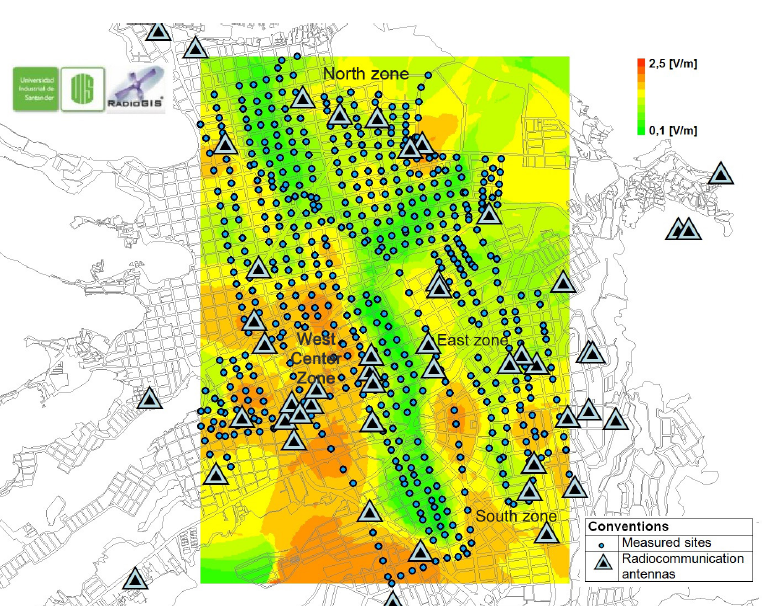 North zone
2,5 [V/m]
0,1 [V/m]
Universidad
Industrial de
Santander
RADIOGIS
West
Center
Zone
East zone
South zone
Conventions
Measured sites
Radiocommunication
antennas